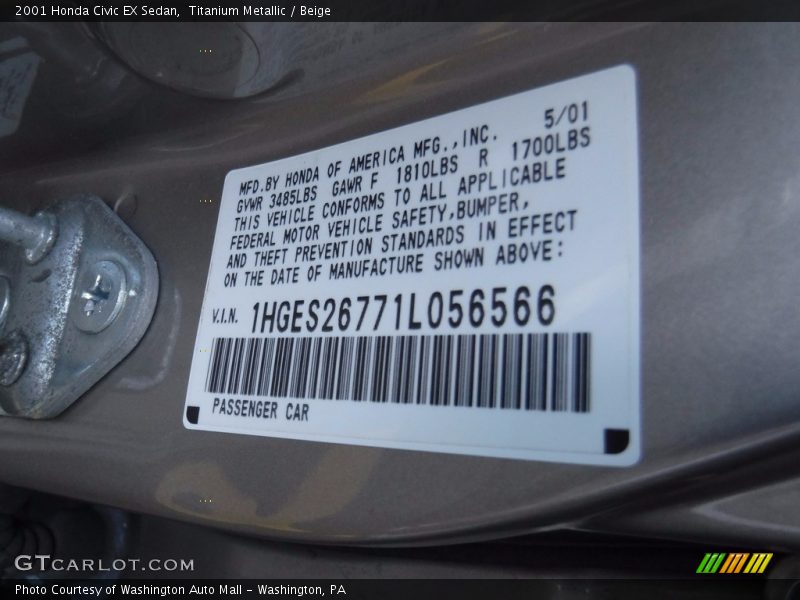 2001 Honda Civic EX Sedan, Titanium Metallic / Beige
MFD.BY HONDA OF AMERICA MFG.,INC. 5/01
GVWR 3485LBS GAWR F 1810LBS R 1700LBS
THIS VEHICLE CONFORMS TO ALL APPLICABLE
FEDERAL MOTOR VEHICLE SAFETY,BUMPER,
AND THEFT PREVENTION STANDARDS IN EFFECT
ON THE DATE OF MANUFACTURE SHOWN ABOVE:
V.I.N. 1HGES26771L056566
PASSENGER CAR
GTCARLOT.COM
Photo Courtesy of Washington Auto Mall - Washington, PA